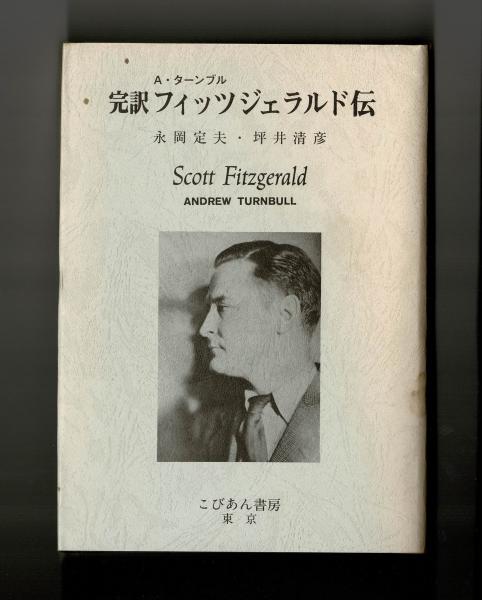 A・ターンブル
完訳フィッツジェラルド伝
永岡定夫・坪井清彦
Scott Fitzgerald
ANDREW TURNBULL
こびあん書房
東京